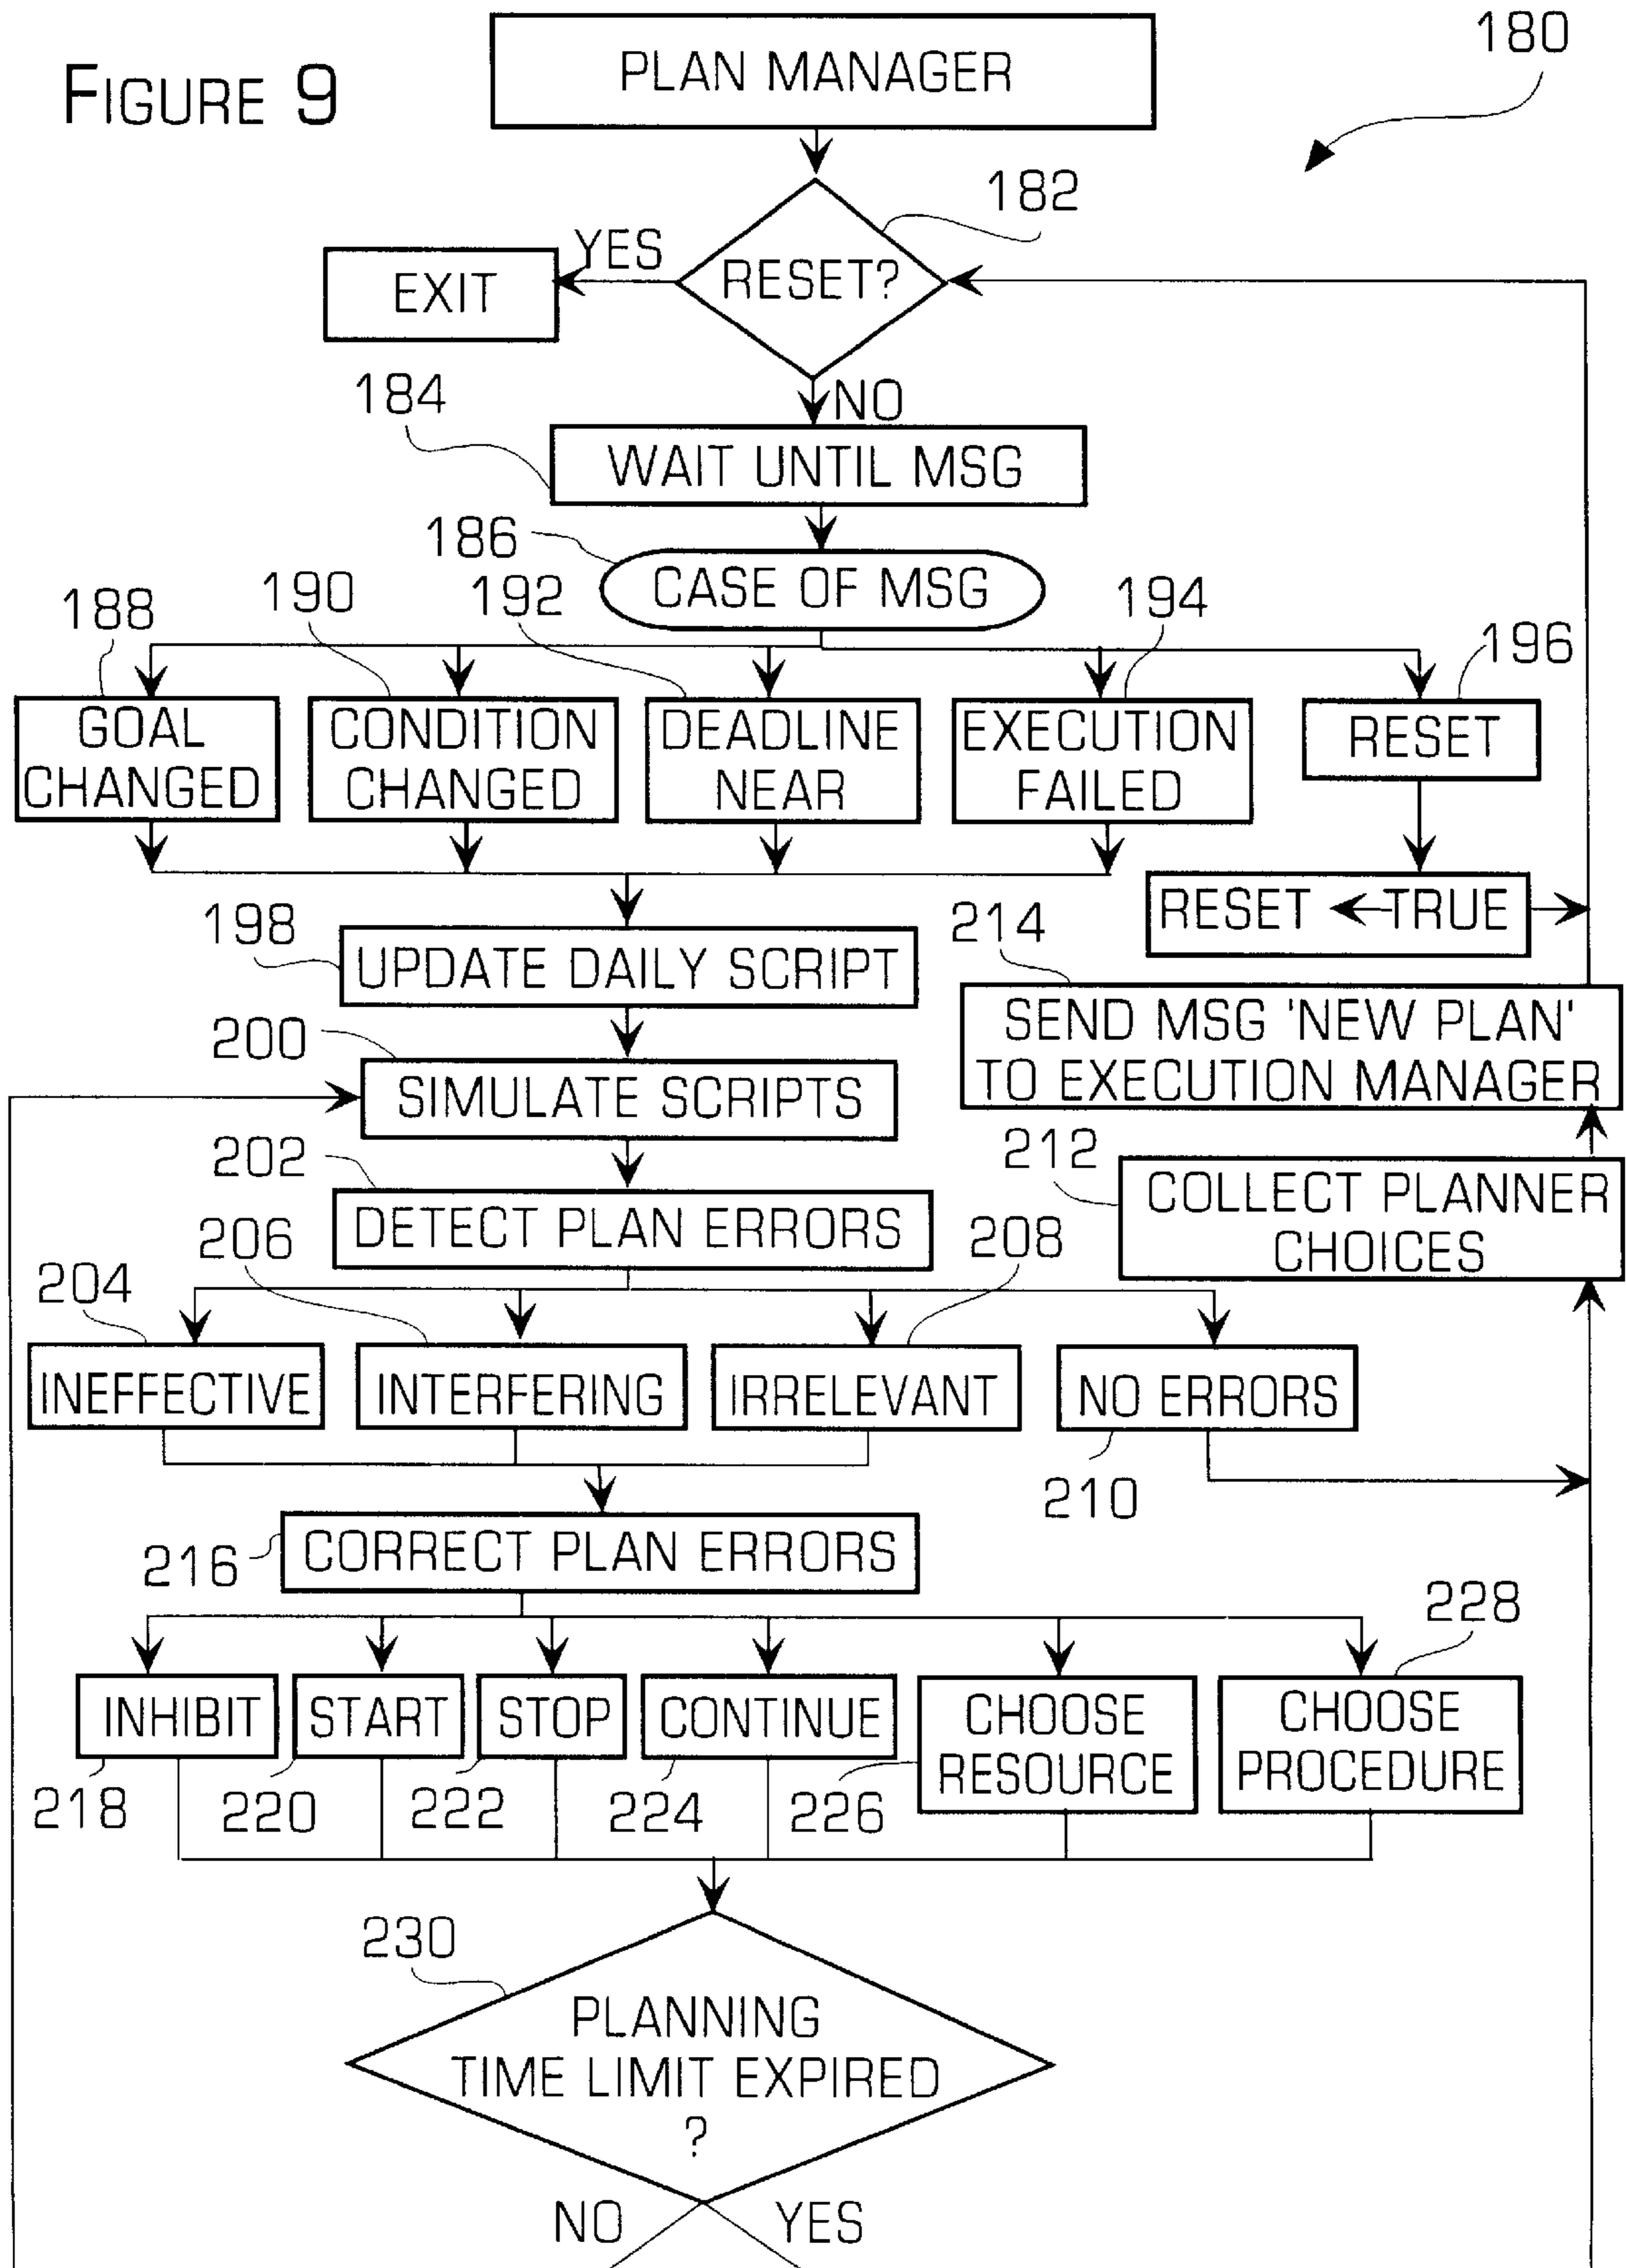 FIGURE 9
PLAN MANAGER
180
182
RESET?
YES
EXIT
NO
184
WAIT UNTIL MSG
186
CASE OF MSG
188
190
192
194
196
GOAL
CHANGED
CONDITION
CHANGED
DEADLINE
NEAR
EXECUTION
FAILED
RESET
RESET ← TRUE
198
UPDATE DAILY SCRIPT
214
SEND MSG 'NEW PLAN'
TO EXECUTION MANAGER
200
SIMULATE SCRIPTS
202
DETECT PLAN ERRORS
212
COLLECT PLANNER
CHOICES
204
206
208
INEFFECTIVE
INTERFERING
IRRELEVANT
NO ERRORS
210
216
CORRECT PLAN ERRORS
228
INHIBIT
START
STOP
CONTINUE
CHOOSE
RESOURCE
CHOOSE
PROCEDURE
218
220
222
224
226
230
PLANNING
TIME LIMIT EXPIRED
?
NO
YES